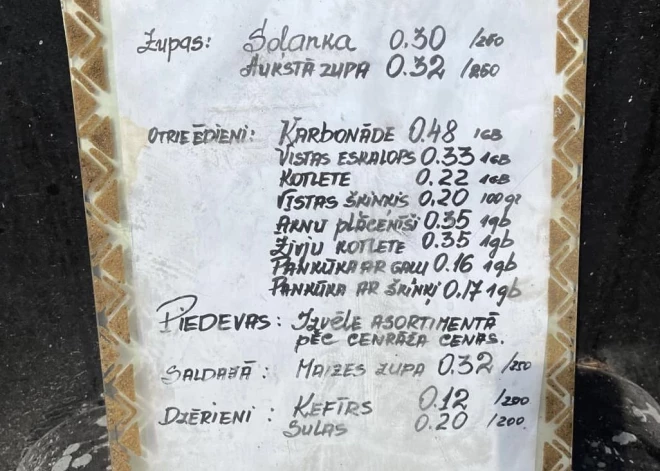 Zupas: Soļanka 0.30 /250
Aukstā zupa 0.32 /250
Otrie ēdieni: Karbonāde 0.48 1GB
Vistas eskalops 0.33 1GB
Kotlete 0.22 1GB
Vistas šķiņķis 0.20 100gr
Aknu plācenīši 0.35 1gb
Zivju kotlete 0.35 1gb
Pankūka ar gaļu 0.16 1gb
Pankūka ar šķiņķi 0.17 1gb
Piedevas: Izvēle asortimentā
pēc cenrāža cenas.
Saldajā: Maizes zupa 0.32 /250
Dzērieni: Kefīrs 0.12 /200
Sulas 0.20 /200